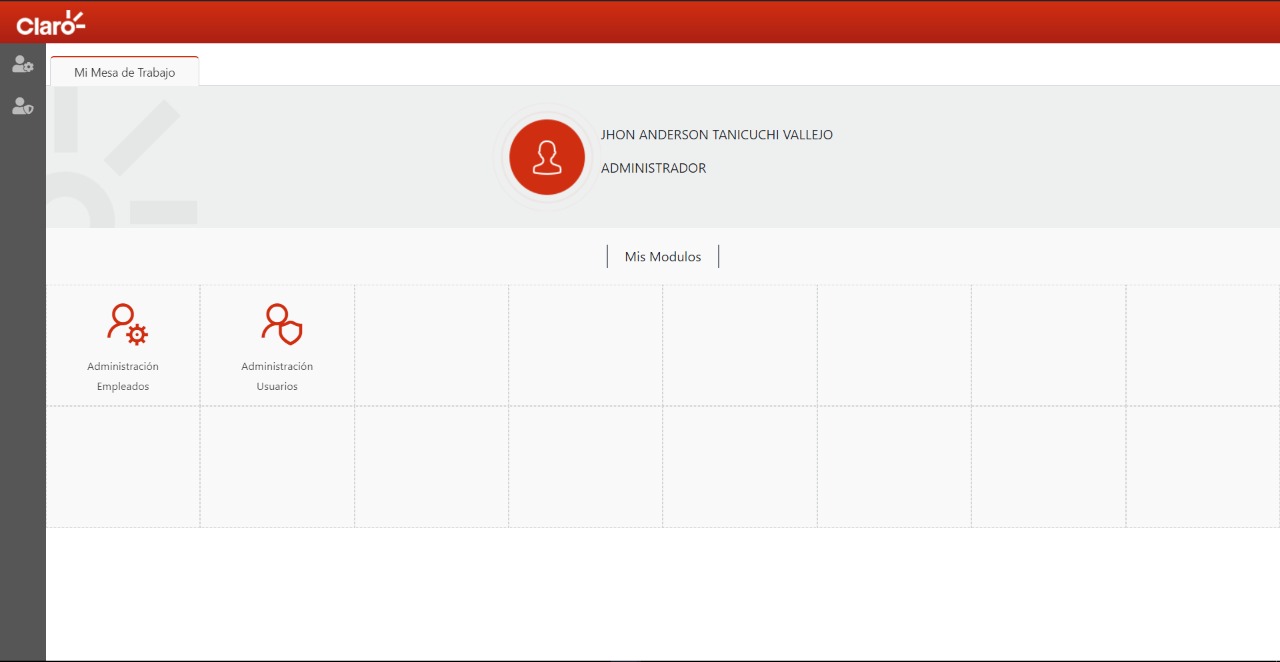 Claro
Mi Mesa de Trabajo
JHON ANDERSON TANICUCHI VALLEJO
ADMINISTRADOR
Mis Modulos
Administración
Empleados
Administración
Usuarios